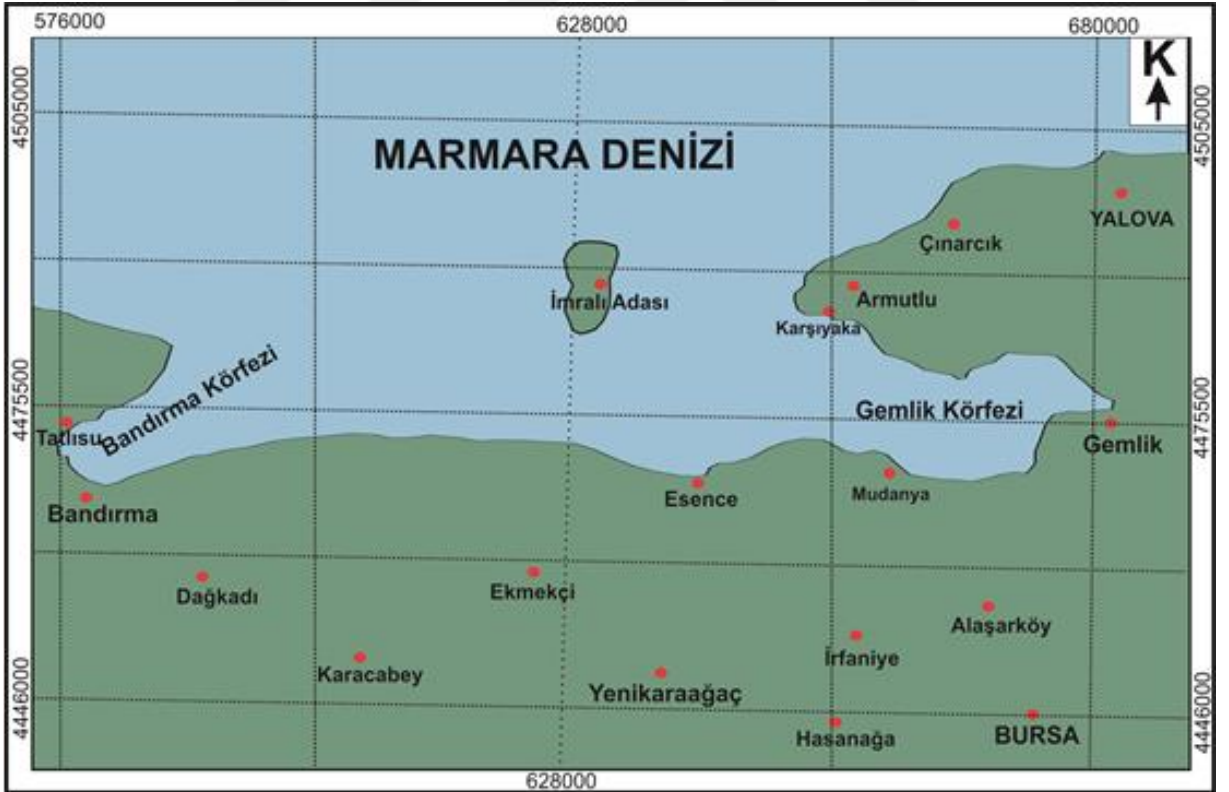 576000
628000
680000
K
4505000
4505000
MARMARA DENİZİ
YALOVA
Çınarcık
İmralı Adası
Armutlu
Karşıyaka
Bandırma Körfezi
4475500
4475500
Gemlik Körfezi
Tatlısu
Gemlik
Esence
Mudanya
Bandırma
Ekmekçi
Dağkadı
Alaşarköy
İrfaniye
Karacabey
Yenikaraağaç
4446000
4446000
Hasanağa
BURSA
628000